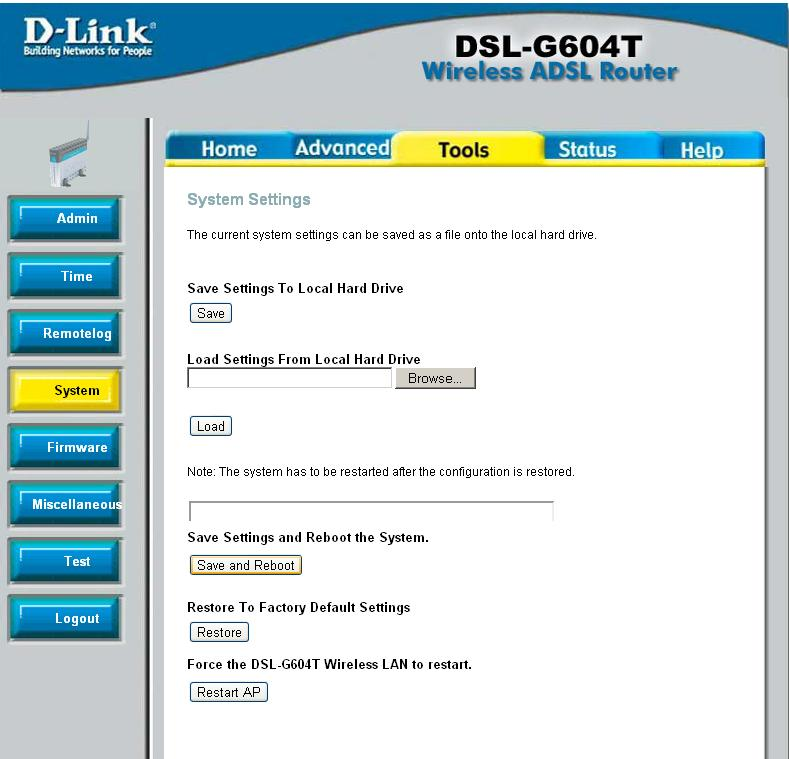 D-Link®
Building Networks for People
DSL-G604T
Wireless ADSL Router
Home Advanced Tools Status Help
Admin
Time
Remotelog
System
Firmware
Miscellaneous
Test
Logout
System Settings
The current system settings can be saved as a file onto the local hard drive.
Save Settings To Local Hard Drive
Save
Load Settings From Local Hard Drive
Browse...
Load
Note: The system has to be restarted after the configuration is restored.
Save Settings and Reboot the System.
Save and Reboot
Restore To Factory Default Settings
Restore
Force the DSL-G604T Wireless LAN to restart.
Restart AP